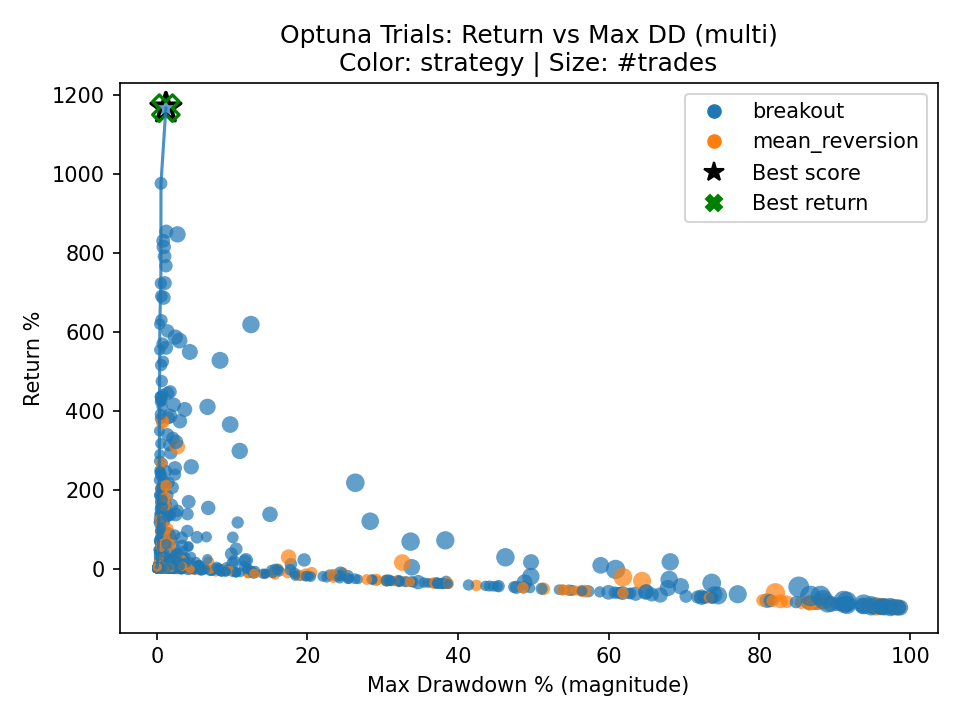 Optuna Trials: Return vs Max DD (multi)
Color: strategy | Size: #trades
1200
1000
800
600
400
200
0
Return %
breakout
mean_reversion
Best score
Best return
0
20
40
60
80
100
Max Drawdown % (magnitude)